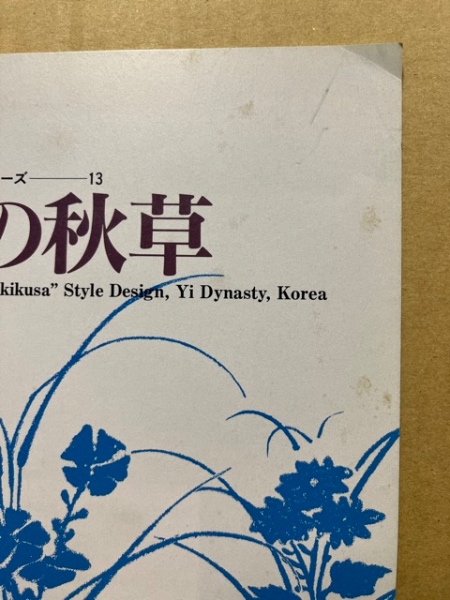 ーズ——13
の秋草
kikusa” Style Design, Yi Dynasty, Korea